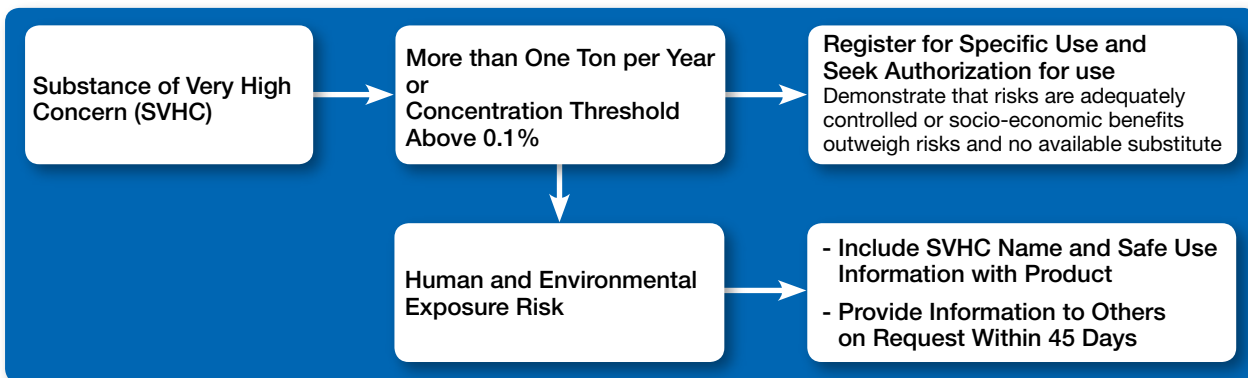 Substance of Very High
Concern (SVHC)
More than One Ton per Year
or
Concentration Threshold
Above 0.1%
Register for Specific Use and
Seek Authorization for use
Demonstrate that risks are adequately
controlled or socio-economic benefits
outweigh risks and no available substitute
Human and Environmental
Exposure Risk
- Include SVHC Name and Safe Use
Information with Product
- Provide Information to Others
on Request Within 45 Days